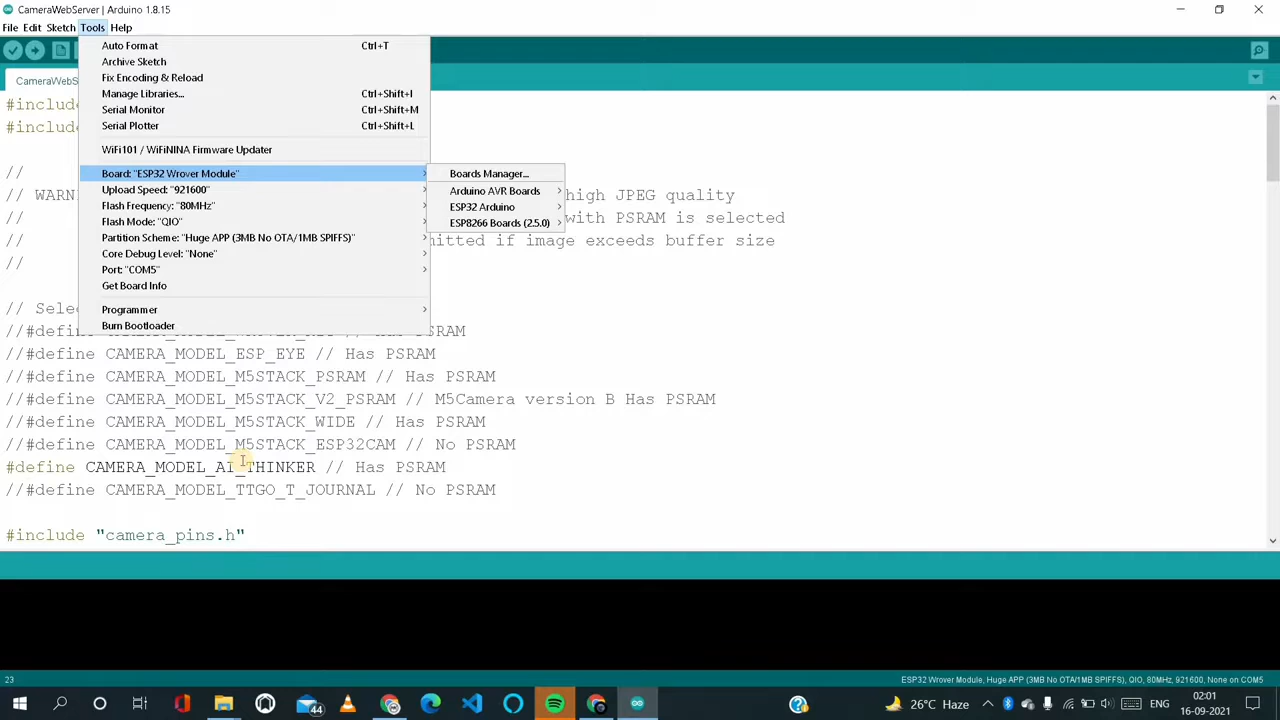 CameraWebServer | Arduino 1.8.15
File Edit Sketch Tools Help
Auto Format Ctrl+T
Archive Sketch
Fix Encoding & Reload
Manage Libraries... Ctrl+Shift+I
Serial Monitor Ctrl+Shift+M
Serial Plotter Ctrl+Shift+L
WiFi101 / WiFiNINA Firmware Updater
Board: "ESP32 Wrover Module"
Upload Speed: "921600"
Flash Frequency: "80MHz"
Flash Mode: "QIO"
Partition Scheme: "Huge APP (3MB No OTA/1MB SPIFFS)"
Core Debug Level: "None"
Port: "COM5"
Get Board Info
Programmer
Burn Bootloader
Boards Manager...
Arduino AVR Boards
ESP32 Arduino
ESP8266 Boards (2.5.0)
CameraWebS
#include
#include
//
// WARN high JPEG quality
// with PSRAM is selected
// mitted if image exceeds buffer size
//
// Selec
//#define // Has PSRAM
//#define CAMERA_MODEL_ESP_EYE // Has PSRAM
//#define CAMERA_MODEL_M5STACK_PSRAM // Has PSRAM
//#define CAMERA_MODEL_M5STACK_V2_PSRAM // M5Camera version B Has PSRAM
//#define CAMERA_MODEL_M5STACK_WIDE // Has PSRAM
//#define CAMERA_MODEL_M5STACK_ESP32CAM // No PSRAM
#define CAMERA_MODEL_AI_THINKER // Has PSRAM
//#define CAMERA_MODEL_TTGO_T_JOURNAL // No PSRAM
#include "camera_pins.h"
23 ESP32 Wrover Module, Huge APP (3MB No OTA/1MB SPIFFS), QIO, 80MHz, 921600, None on COM5
44
26°C Haze
ENG
02:01
16-09-2021